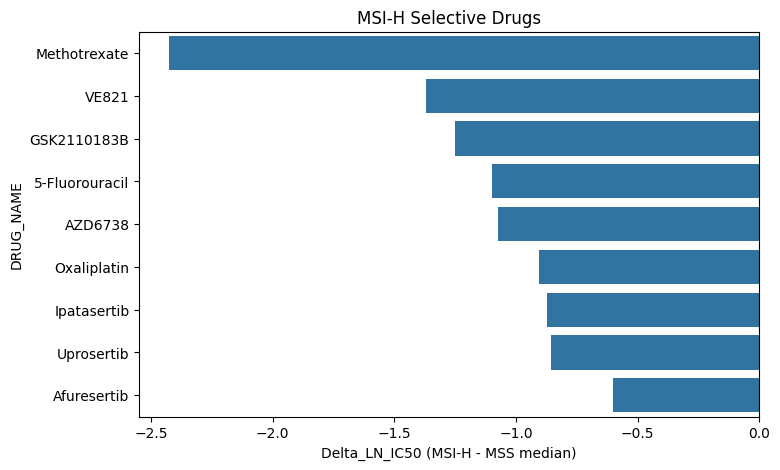 MSI-H Selective Drugs
DRUG_NAME
Methotrexate
VE821
GSK2110183B
5-Fluorouracil
AZD6738
Oxaliplatin
Ipatasertib
Uprosertib
Afuresertib
−2.5 −2.0 −1.5 −1.0 −0.5 0.0
Delta_LN_IC50 (MSI-H - MSS median)